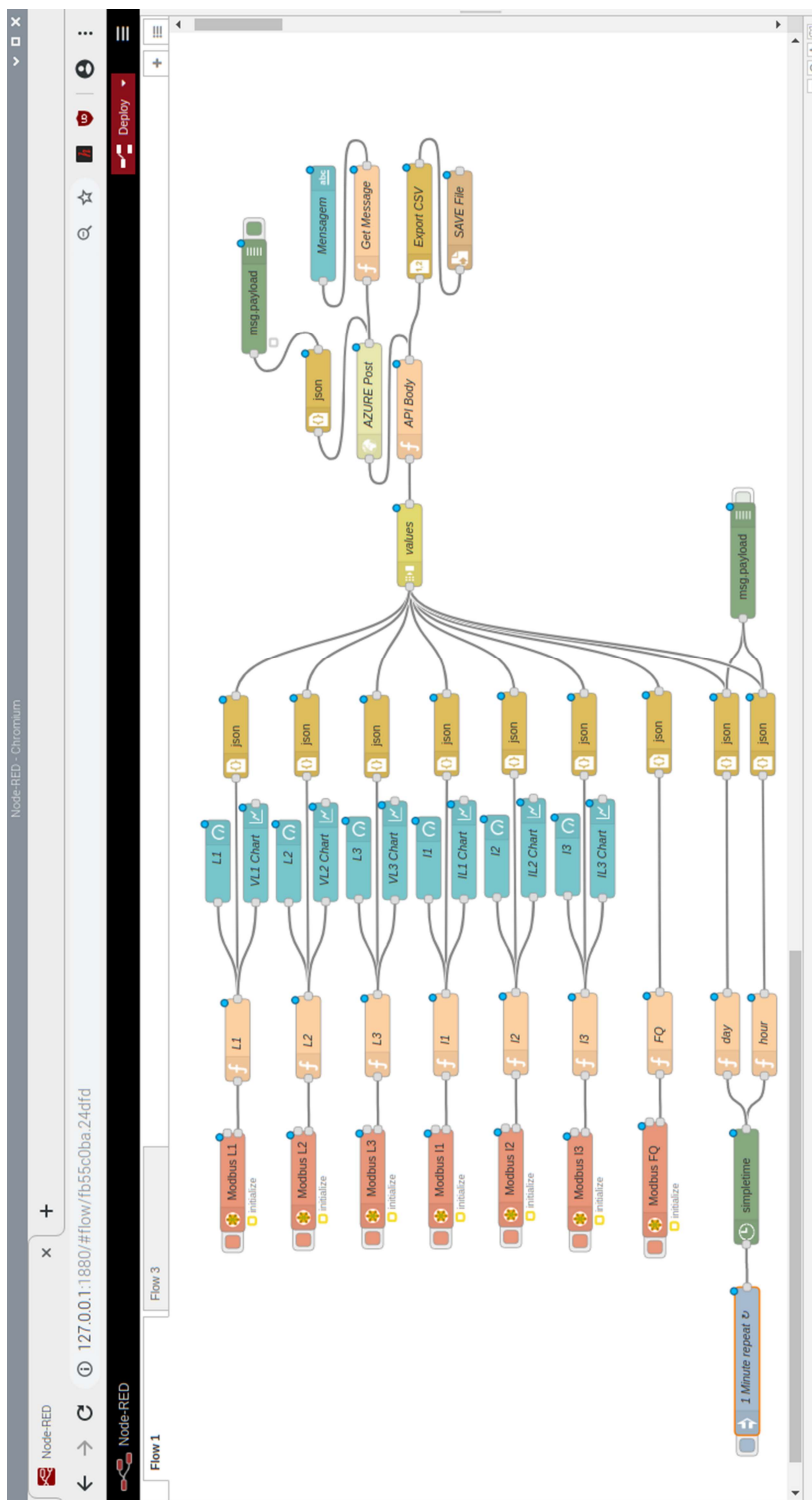 Node-RED - Chromium
Node-RED
127.0.0.1:1880/#flow/fb55c0ba.24dfd
Node-RED
Deploy
Flow 1
Flow 3
Modbus L1
initialize
L1
L1
VL1 Chart
json
Modbus L2
initialize
L2
L2
VL2 Chart
json
Modbus L3
initialize
L3
L3
VL3 Chart
json
Modbus I1
initialize
I1
I1
IL1 Chart
json
Modbus I2
initialize
I2
I2
IL2 Chart
json
Modbus I3
initialize
I3
I3
IL3 Chart
json
Modbus FQ
initialize
FQ
json
1 Minute repeat ↻
simpletime
day
hour
json
json
msg.payload
values
API Body
AZURE Post
json
msg.payload
Mensagem
abc
Get Message
Export CSV
1,2
SAVE File